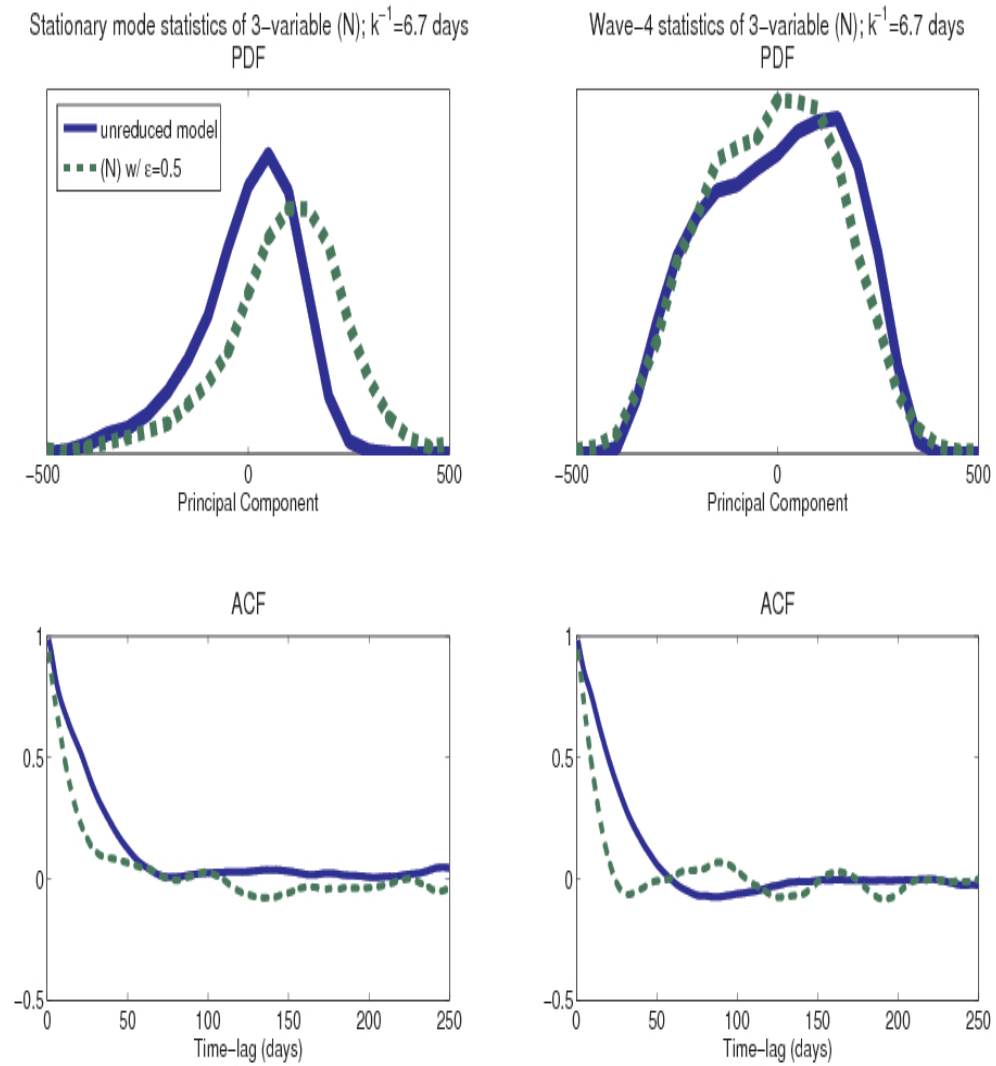 Stationary mode statistics of 3−variable (N); k⁻¹=6.7 days
PDF
unreduced model
(N) w/ ε=0.5
−500 0 500
Principal Component
Wave−4 statistics of 3−variable (N); k⁻¹=6.7 days
PDF
−500 0 500
Principal Component
ACF
1
0.5
0
−0.5
0 50 100 150 200 250
Time−lag (days)
ACF
1
0.5
0
−0.5
0 50 100 150 200 250
Time−lag (days)